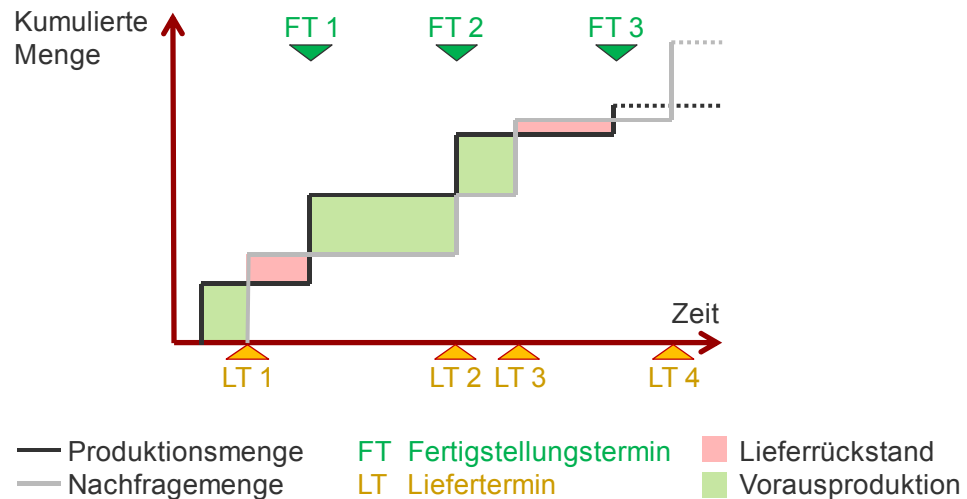 Kumulierte
Menge
FT 1
FT 2
FT 3
Zeit
LT 1
LT 2
LT 3
LT 4
Produktionsmenge
FT Fertigstellungstermin
Lieferrückstand
Nachfragemenge
LT Liefertermin
Vorausproduktion